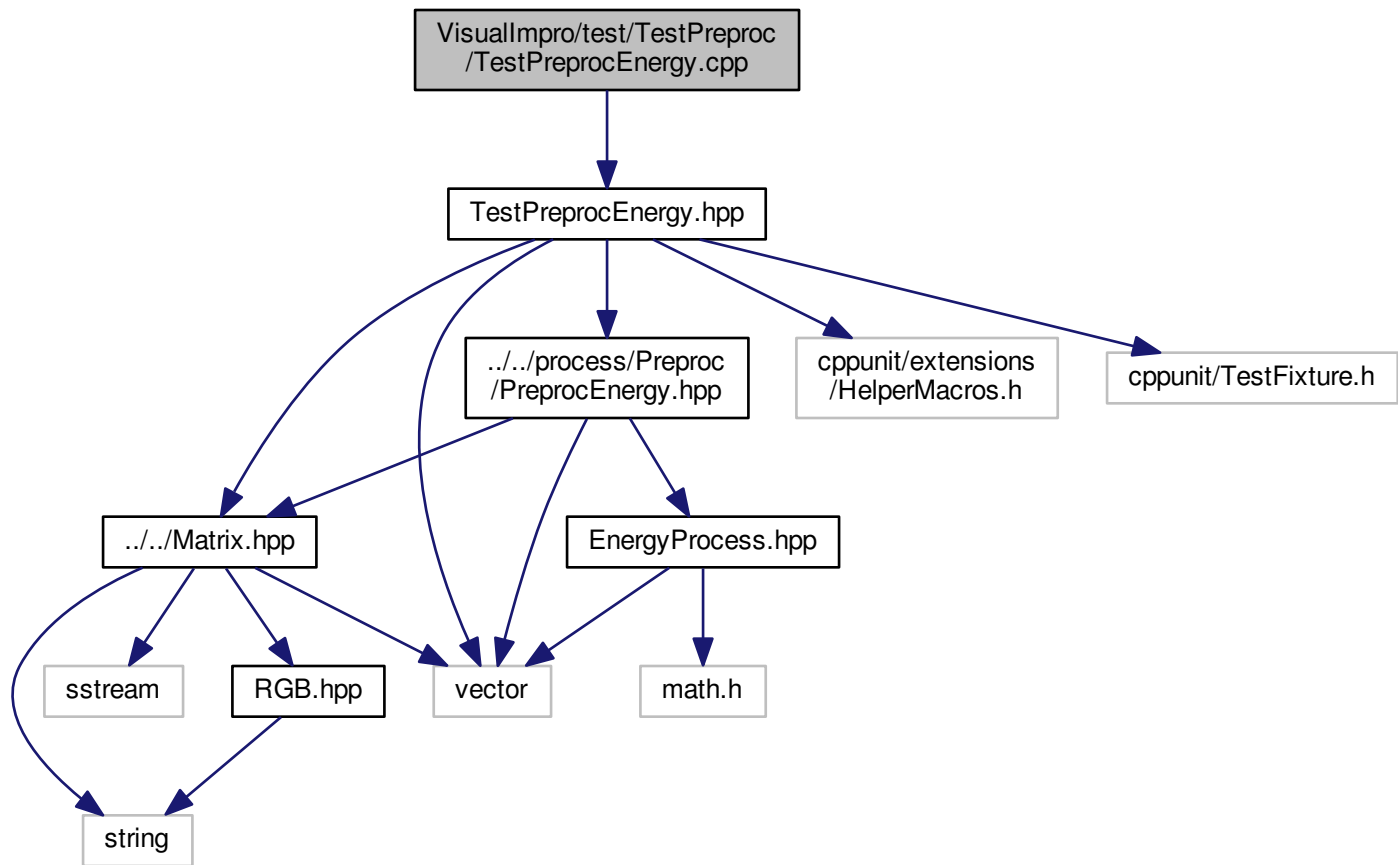 VisualImpro/test/TestPreproc
/TestPreprocEnergy.cpp
TestPreprocEnergy.hpp
../../process/Preproc
/PreprocEnergy.hpp
cppunit/extensions
/HelperMacros.h
cppunit/TestFixture.h
../../Matrix.hpp
EnergyProcess.hpp
sstream
RGB.hpp
vector
math.h
string